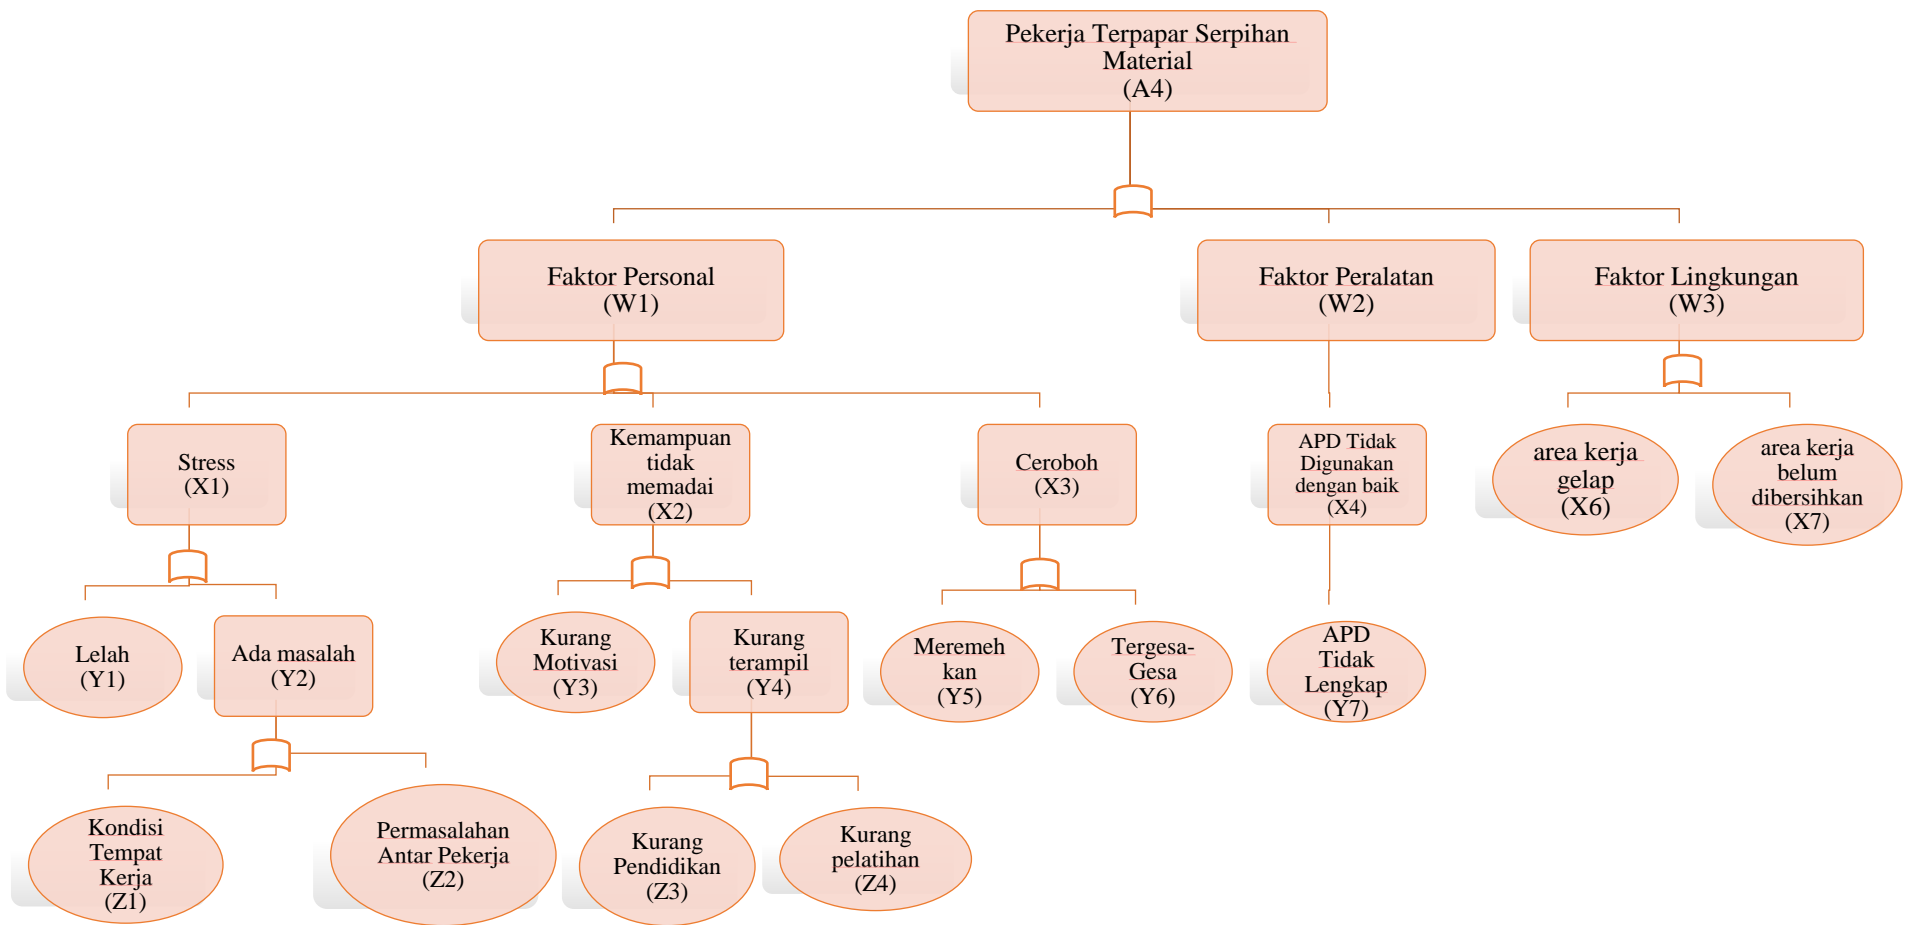 Pekerja Terpapar Serpihan
Material
(A4)
Faktor Personal
(W1)
Faktor Peralatan
(W2)
Faktor Lingkungan
(W3)
Stress
(X1)
Kemampuan
tidak
memadai
(X2)
Ceroboh
(X3)
APD Tidak
Digunakan
dengan baik
(X4)
area kerja
gelap
(X6)
area kerja
belum
dibersihkan
(X7)
Lelah
(Y1)
Ada masalah
(Y2)
Kurang
Motivasi
(Y3)
Kurang
terampil
(Y4)
Meremeh
kan
(Y5)
Tergesa-
Gesa
(Y6)
APD
Tidak
Lengkap
(Y7)
Kondisi
Tempat
Kerja
(Z1)
Permasalahan
Antar Pekerja
(Z2)
Kurang
Pendidikan
(Z3)
Kurang
pelatihan
(Z4)